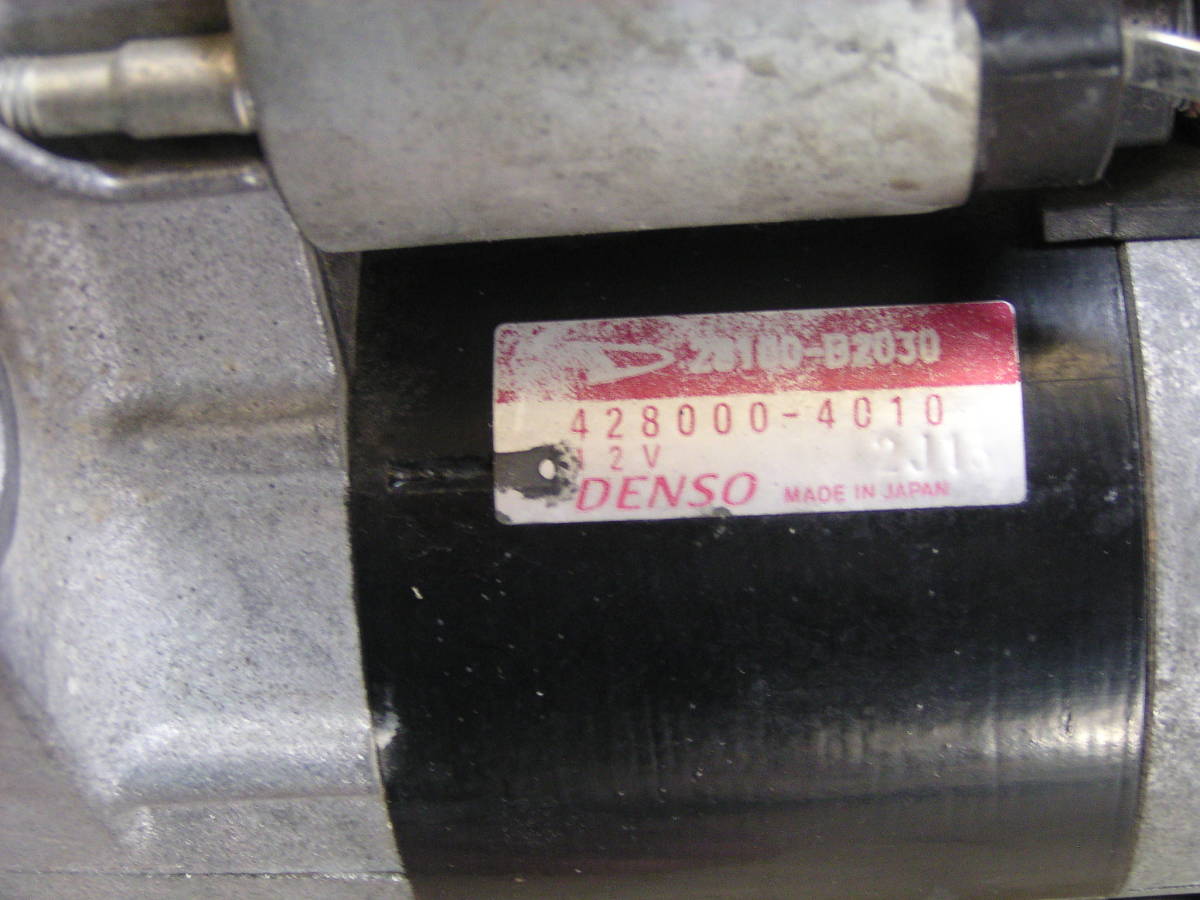 28100-B2030
428000-4010
12V
DENSO MADE IN JAPAN